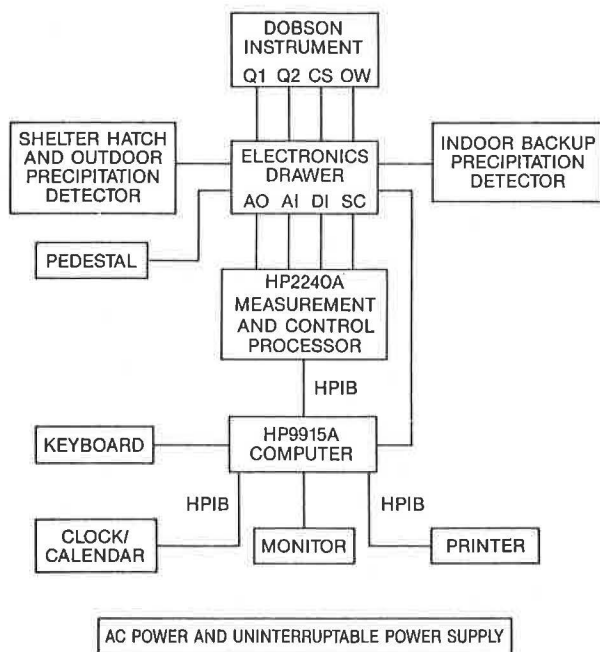 DOBSON
INSTRUMENT
Q1 Q2 CS OW
SHELTER HATCH
AND OUTDOOR
PRECIPITATION
DETECTOR
ELECTRONICS
DRAWER
AO AI DI SC
INDOOR BACKUP
PRECIPITATION
DETECTOR
PEDESTAL
HP2240A
MEASUREMENT
AND CONTROL
PROCESSOR
HPIB
KEYBOARD
HP9915A
COMPUTER
HPIB
HPIB
CLOCK/
CALENDAR
MONITOR
PRINTER
AC POWER AND UNINTERRUPTABLE POWER SUPPLY